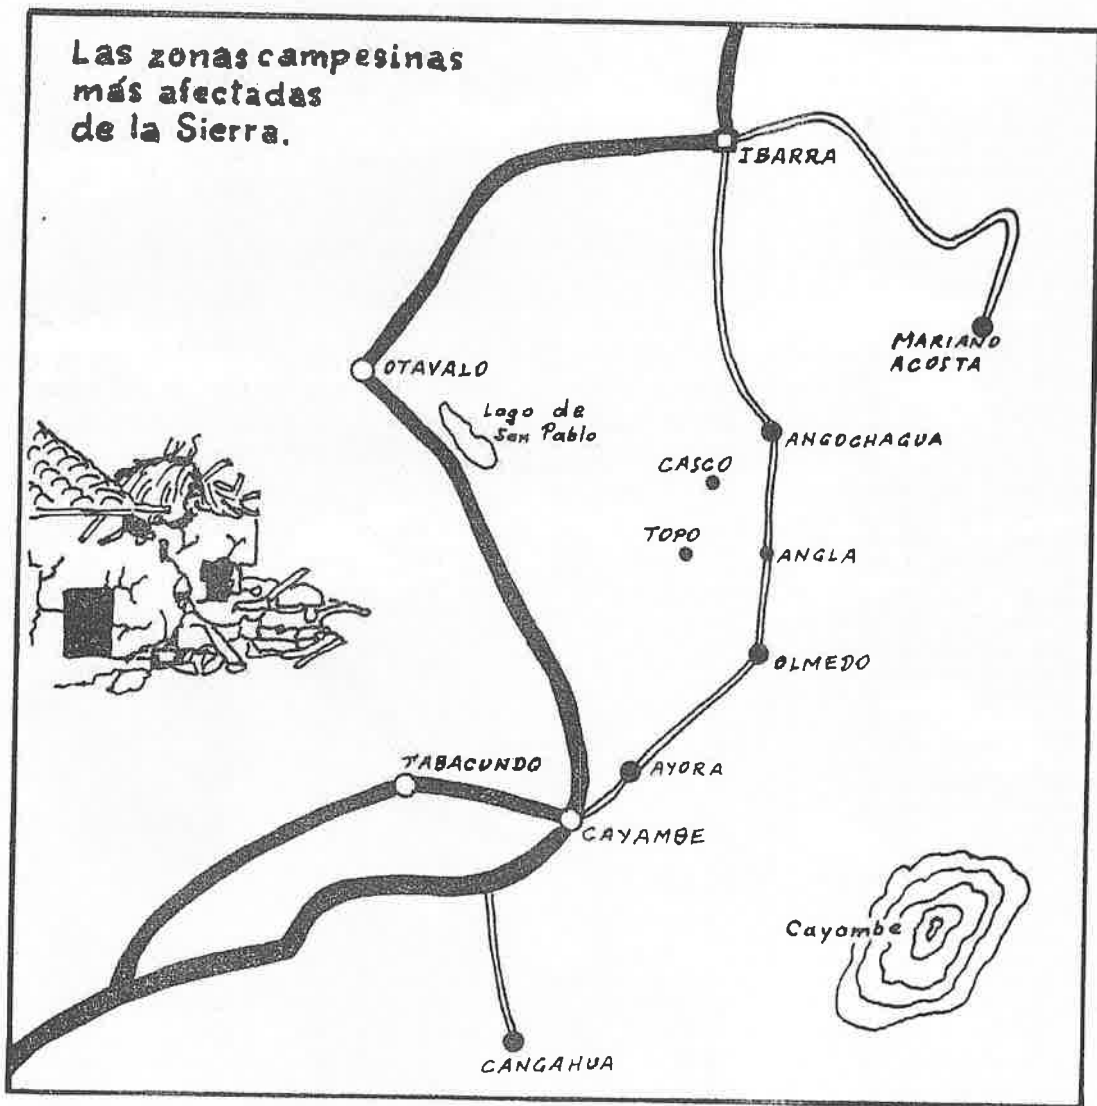 Las zonas campesinas
más afectadas
de la Sierra.
IBARRA
MARIANO
ACOSTA
OTAVALO
Lago de
San Pablo
ANGOCHAGUA
CASCO
TOPO
ANGLA
OLMEDO
TABACUNDO
AYORA
CAYAMBE
Cayambe
CANGAHUA